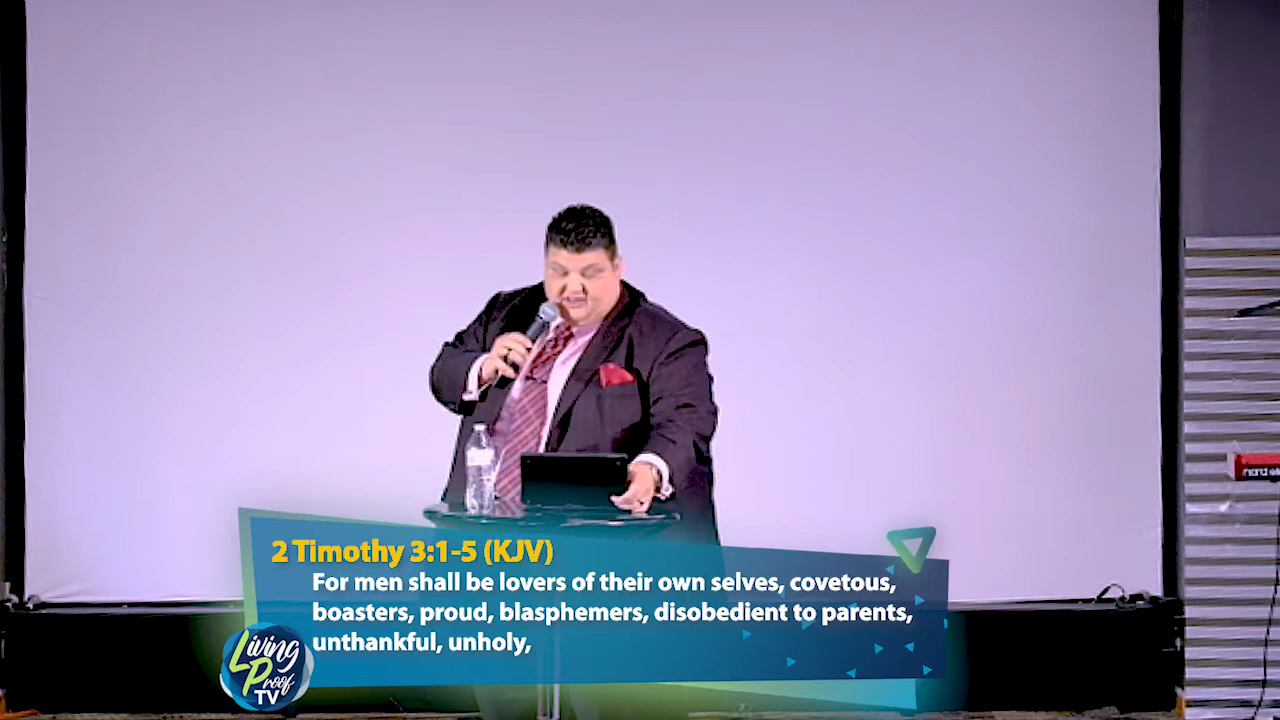 2 Timothy 3:1-5 (KJV)
For men shall be lovers of their own selves, covetous,
boasters, proud, blasphemers, disobedient to parents,
unthankful, unholy,
Living
Proof
TV
nord